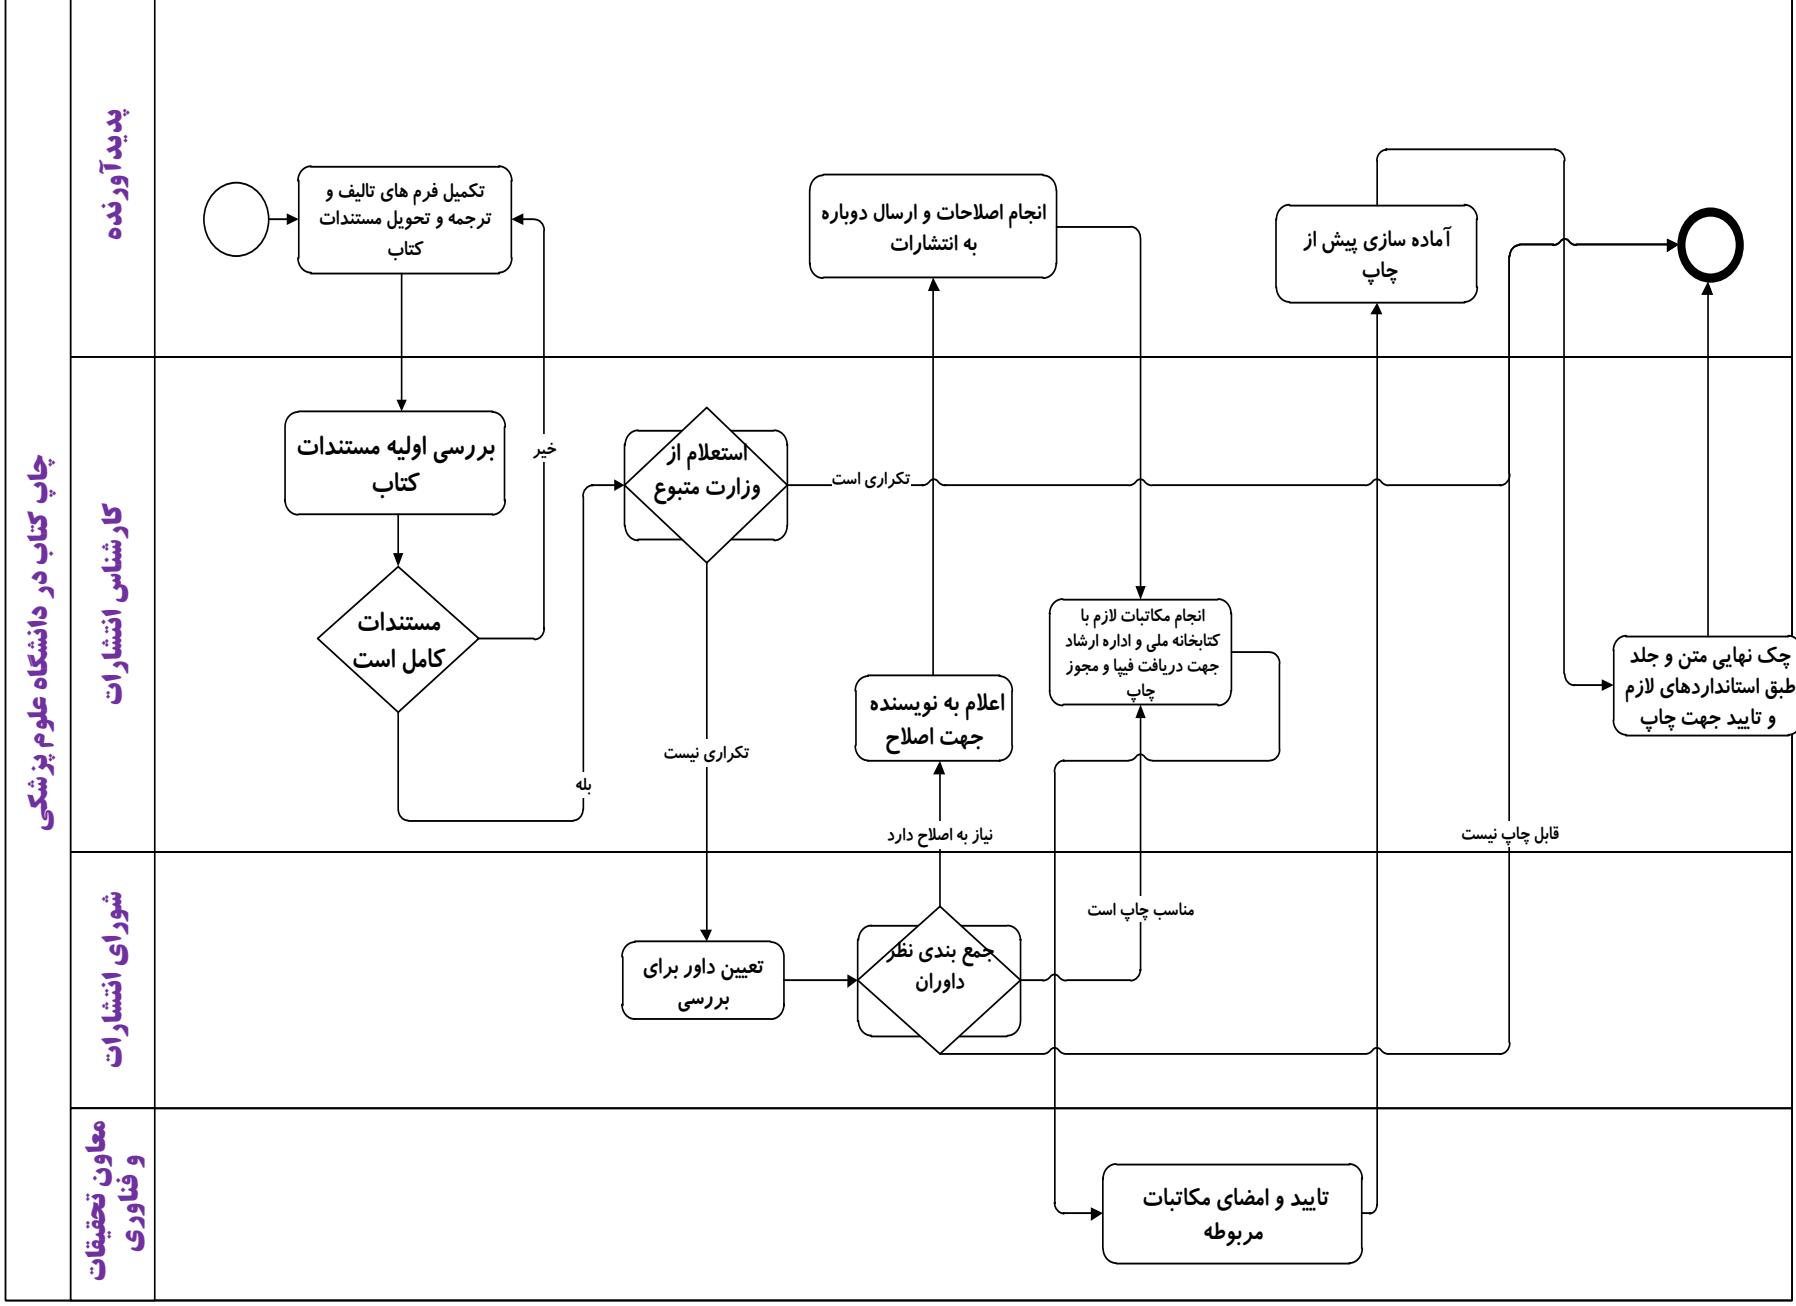 چاپ کتاب در دانشگاه علوم پزشکی
پدیدآورنده
تکمیل فرم های تالیف و
ترجمه و تحویل مستندات
کتاب
انجام اصلاحات و ارسال دوباره
به انتشارات
آماده سازی پیش از
چاپ
کارشناس انتشارات
بررسی اولیه مستندات
کتاب
خیر
مستندات
کامل است
بله
استعلام از
وزارت متبوع
تکراری است
تکراری نیست
اعلام به نویسنده
جهت اصلاح
نیاز به اصلاح دارد
انجام مکاتبات لازم با
کتابخانه ملی و اداره ارشاد
جهت دریافت فیپا و مجوز
چاپ
چک نهایی متن و جلد
طبق استانداردهای لازم
و تایید جهت چاپ
قابل چاپ نیست
شورای انتشارات
تعیین داور برای
بررسی
جمع بندی نظر
داوران
مناسب چاپ است
معاون تحقیقات
و فناوری
تایید و امضای مکاتبات
مربوطه